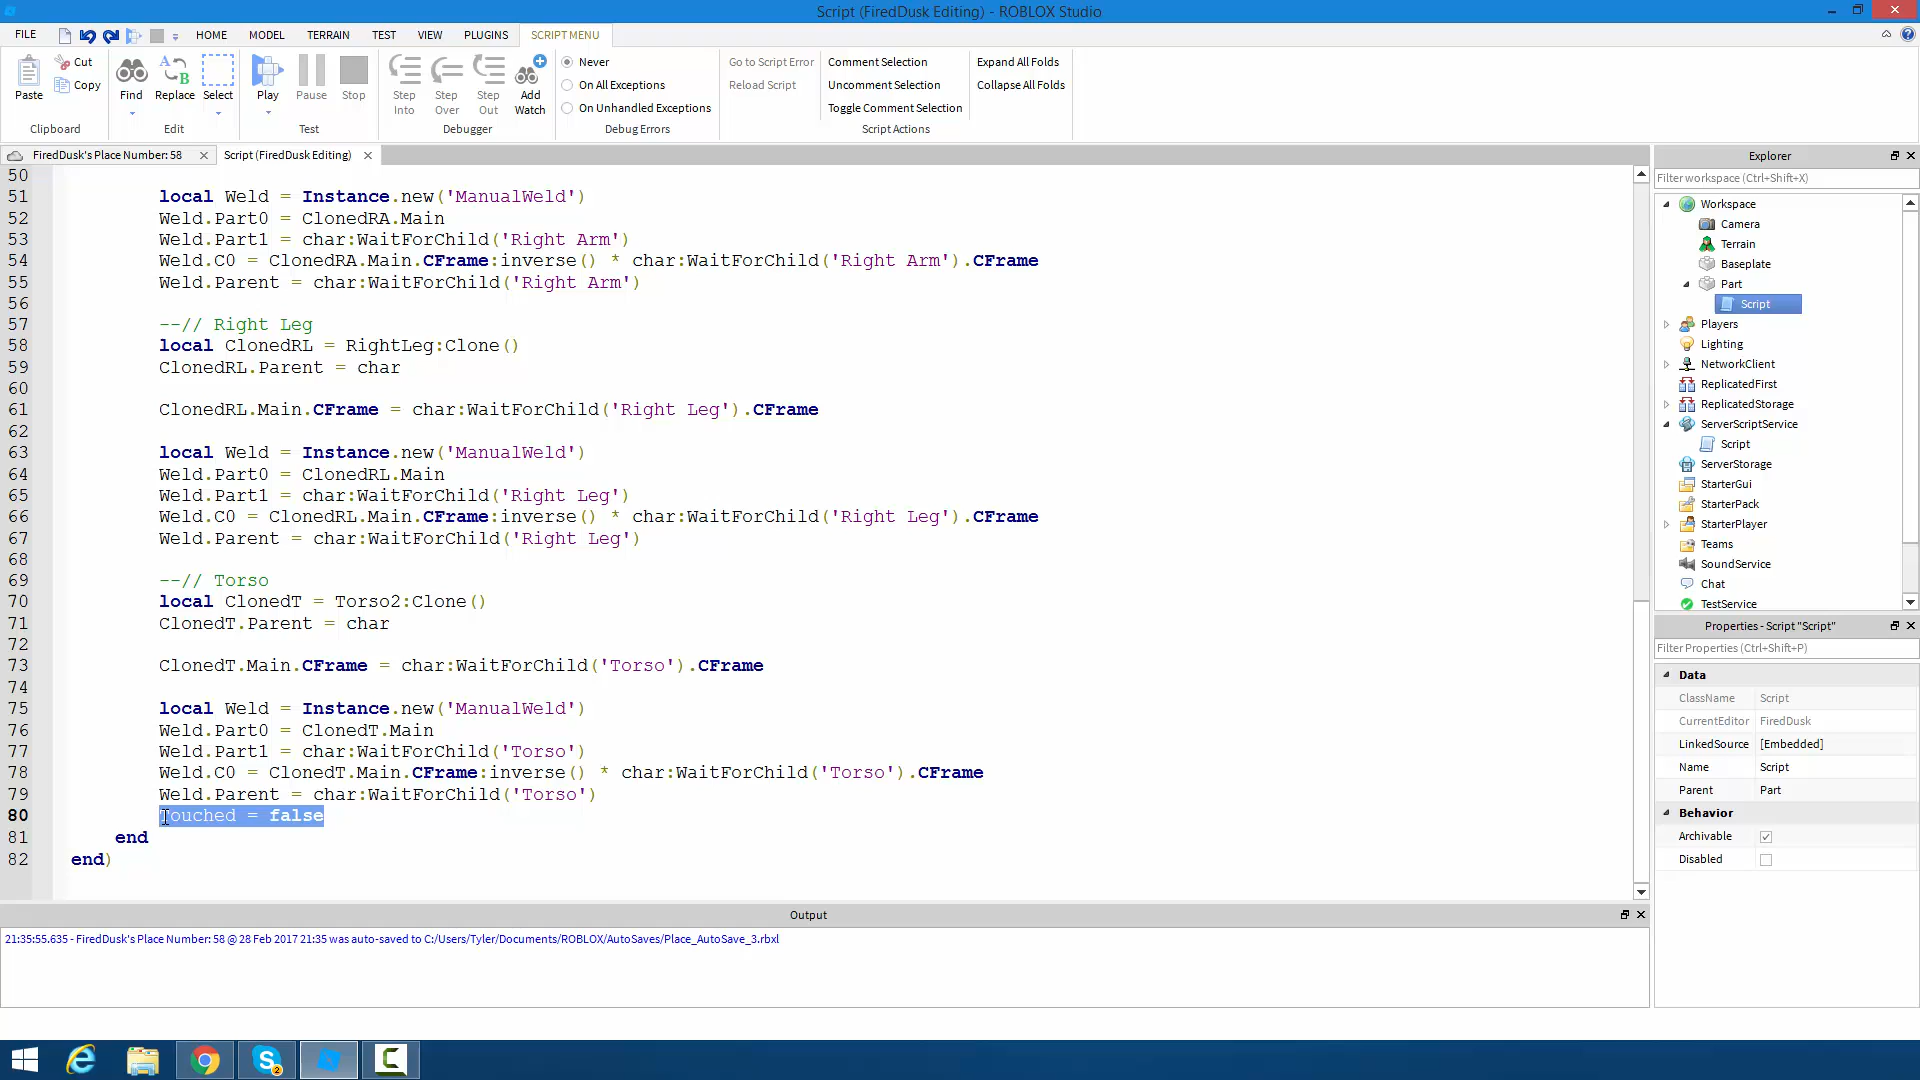 Script (FiredDusk Editing) - ROBLOX Studio
FILE HOME MODEL TERRAIN TEST VIEW PLUGINS SCRIPT MENU
Paste
Cut
Copy
Clipboard
Find
Replace
Select
Edit
Play
Pause
Stop
Test
Step Into
Step Over
Step Out
Add Watch
Debugger
Never
On All Exceptions
On Unhandled Exceptions
Debug Errors
Go to Script Error
Reload Script
Comment Selection
Uncomment Selection
Toggle Comment Selection
Expand All Folds
Collapse All Folds
Script Actions
FiredDusk's Place Number: 58
Script (FiredDusk Editing)
50
51 local Weld = Instance.new('ManualWeld')
52 Weld.Part0 = ClonedRA.Main
53 Weld.Part1 = char:WaitForChild('Right Arm')
54 Weld.C0 = ClonedRA.Main.CFrame:inverse() * char:WaitForChild('Right Arm').CFrame
55 Weld.Parent = char:WaitForChild('Right Arm')
56
57 --// Right Leg
58 local ClonedRL = RightLeg:Clone()
59 ClonedRL.Parent = char
60
61 ClonedRL.Main.CFrame = char:WaitForChild('Right Leg').CFrame
62
63 local Weld = Instance.new('ManualWeld')
64 Weld.Part0 = ClonedRL.Main
65 Weld.Part1 = char:WaitForChild('Right Leg')
66 Weld.C0 = ClonedRL.Main.CFrame:inverse() * char:WaitForChild('Right Leg').CFrame
67 Weld.Parent = char:WaitForChild('Right Leg')
68
69 --// Torso
70 local ClonedT = Torso2:Clone()
71 ClonedT.Parent = char
72
73 ClonedT.Main.CFrame = char:WaitForChild('Torso').CFrame
74
75 local Weld = Instance.new('ManualWeld')
76 Weld.Part0 = ClonedT.Main
77 Weld.Part1 = char:WaitForChild('Torso')
78 Weld.C0 = ClonedT.Main.CFrame:inverse() * char:WaitForChild('Torso').CFrame
79 Weld.Parent = char:WaitForChild('Torso')
80 Touched = false
81 end
82 end)
Output
21:35:55.635 - FiredDusk's Place Number: 58 @ 28 Feb 2017 21:35 was auto-saved to C:/Users/Tyler/Documents/ROBLOX/AutoSaves/Place_AutoSave_3.rbxl
Explorer
Filter workspace (Ctrl+Shift+X)
Workspace
Camera
Terrain
Baseplate
Part
Script
Players
Lighting
NetworkClient
ReplicatedFirst
ReplicatedStorage
ServerScriptService
Script
ServerStorage
StarterGui
StarterPack
StarterPlayer
Teams
SoundService
Chat
TestService
Properties - Script "Script"
Filter Properties (Ctrl+Shift+P)
Data
ClassName Script
CurrentEditor FiredDusk
LinkedSource [Embedded]
Name Script
Parent Part
Behavior
Archivable
Disabled
2